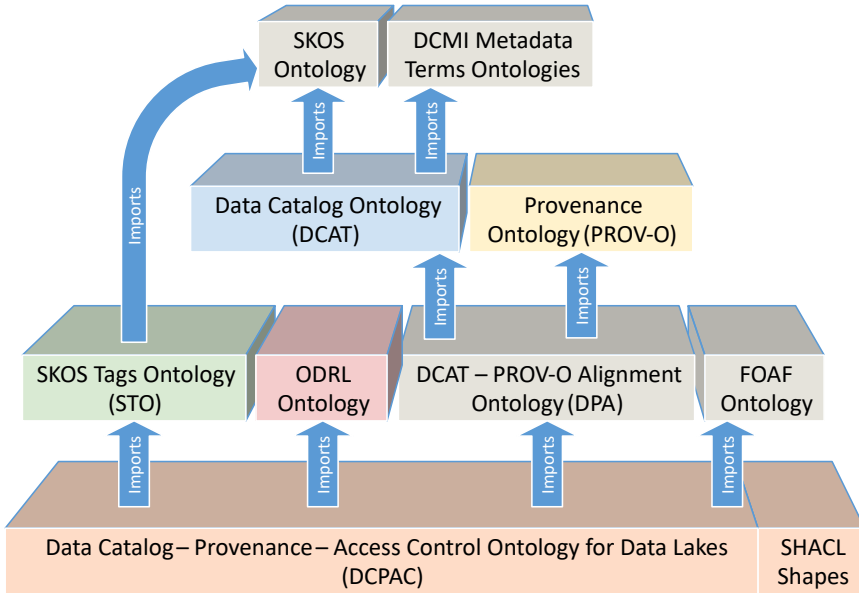 SKOS
Ontology
DCMI Metadata
Terms Ontologies
Imports
Imports
Imports
Data Catalog Ontology
(DCAT)
Provenance
Ontology (PROV-O)
Imports
Imports
SKOS Tags Ontology
(STO)
ODRL
Ontology
DCAT – PROV-O Alignment
Ontology (DPA)
FOAF
Ontology
Imports
Imports
Imports
Imports
Data Catalog – Provenance – Access Control Ontology for Data Lakes
(DCPAC)
SHACL
Shapes